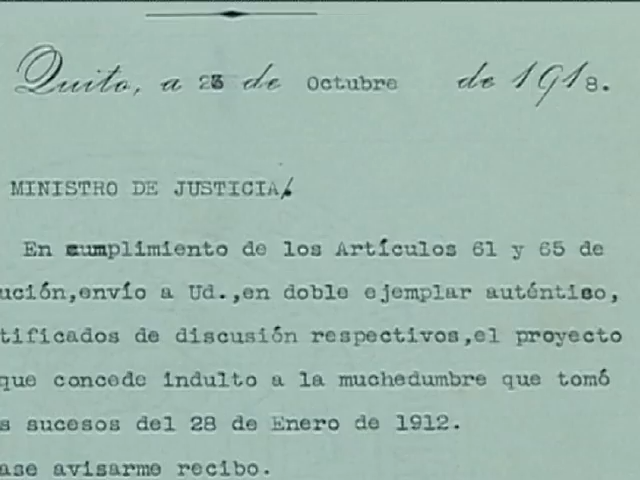 Quito, a 23 de Octubre de 1918.
MINISTRO DE JUSTICIA/
En cumplimiento de los Artículos 61 y 65 de
ución,envío a Ud.,en doble ejemplar auténtico,
tificados de discusión respectivos,el proyecto
que concede indulto a la muchedumbre que tomó
s sucesos del 28 de Enero de 1912.
ase avisarme recibo.